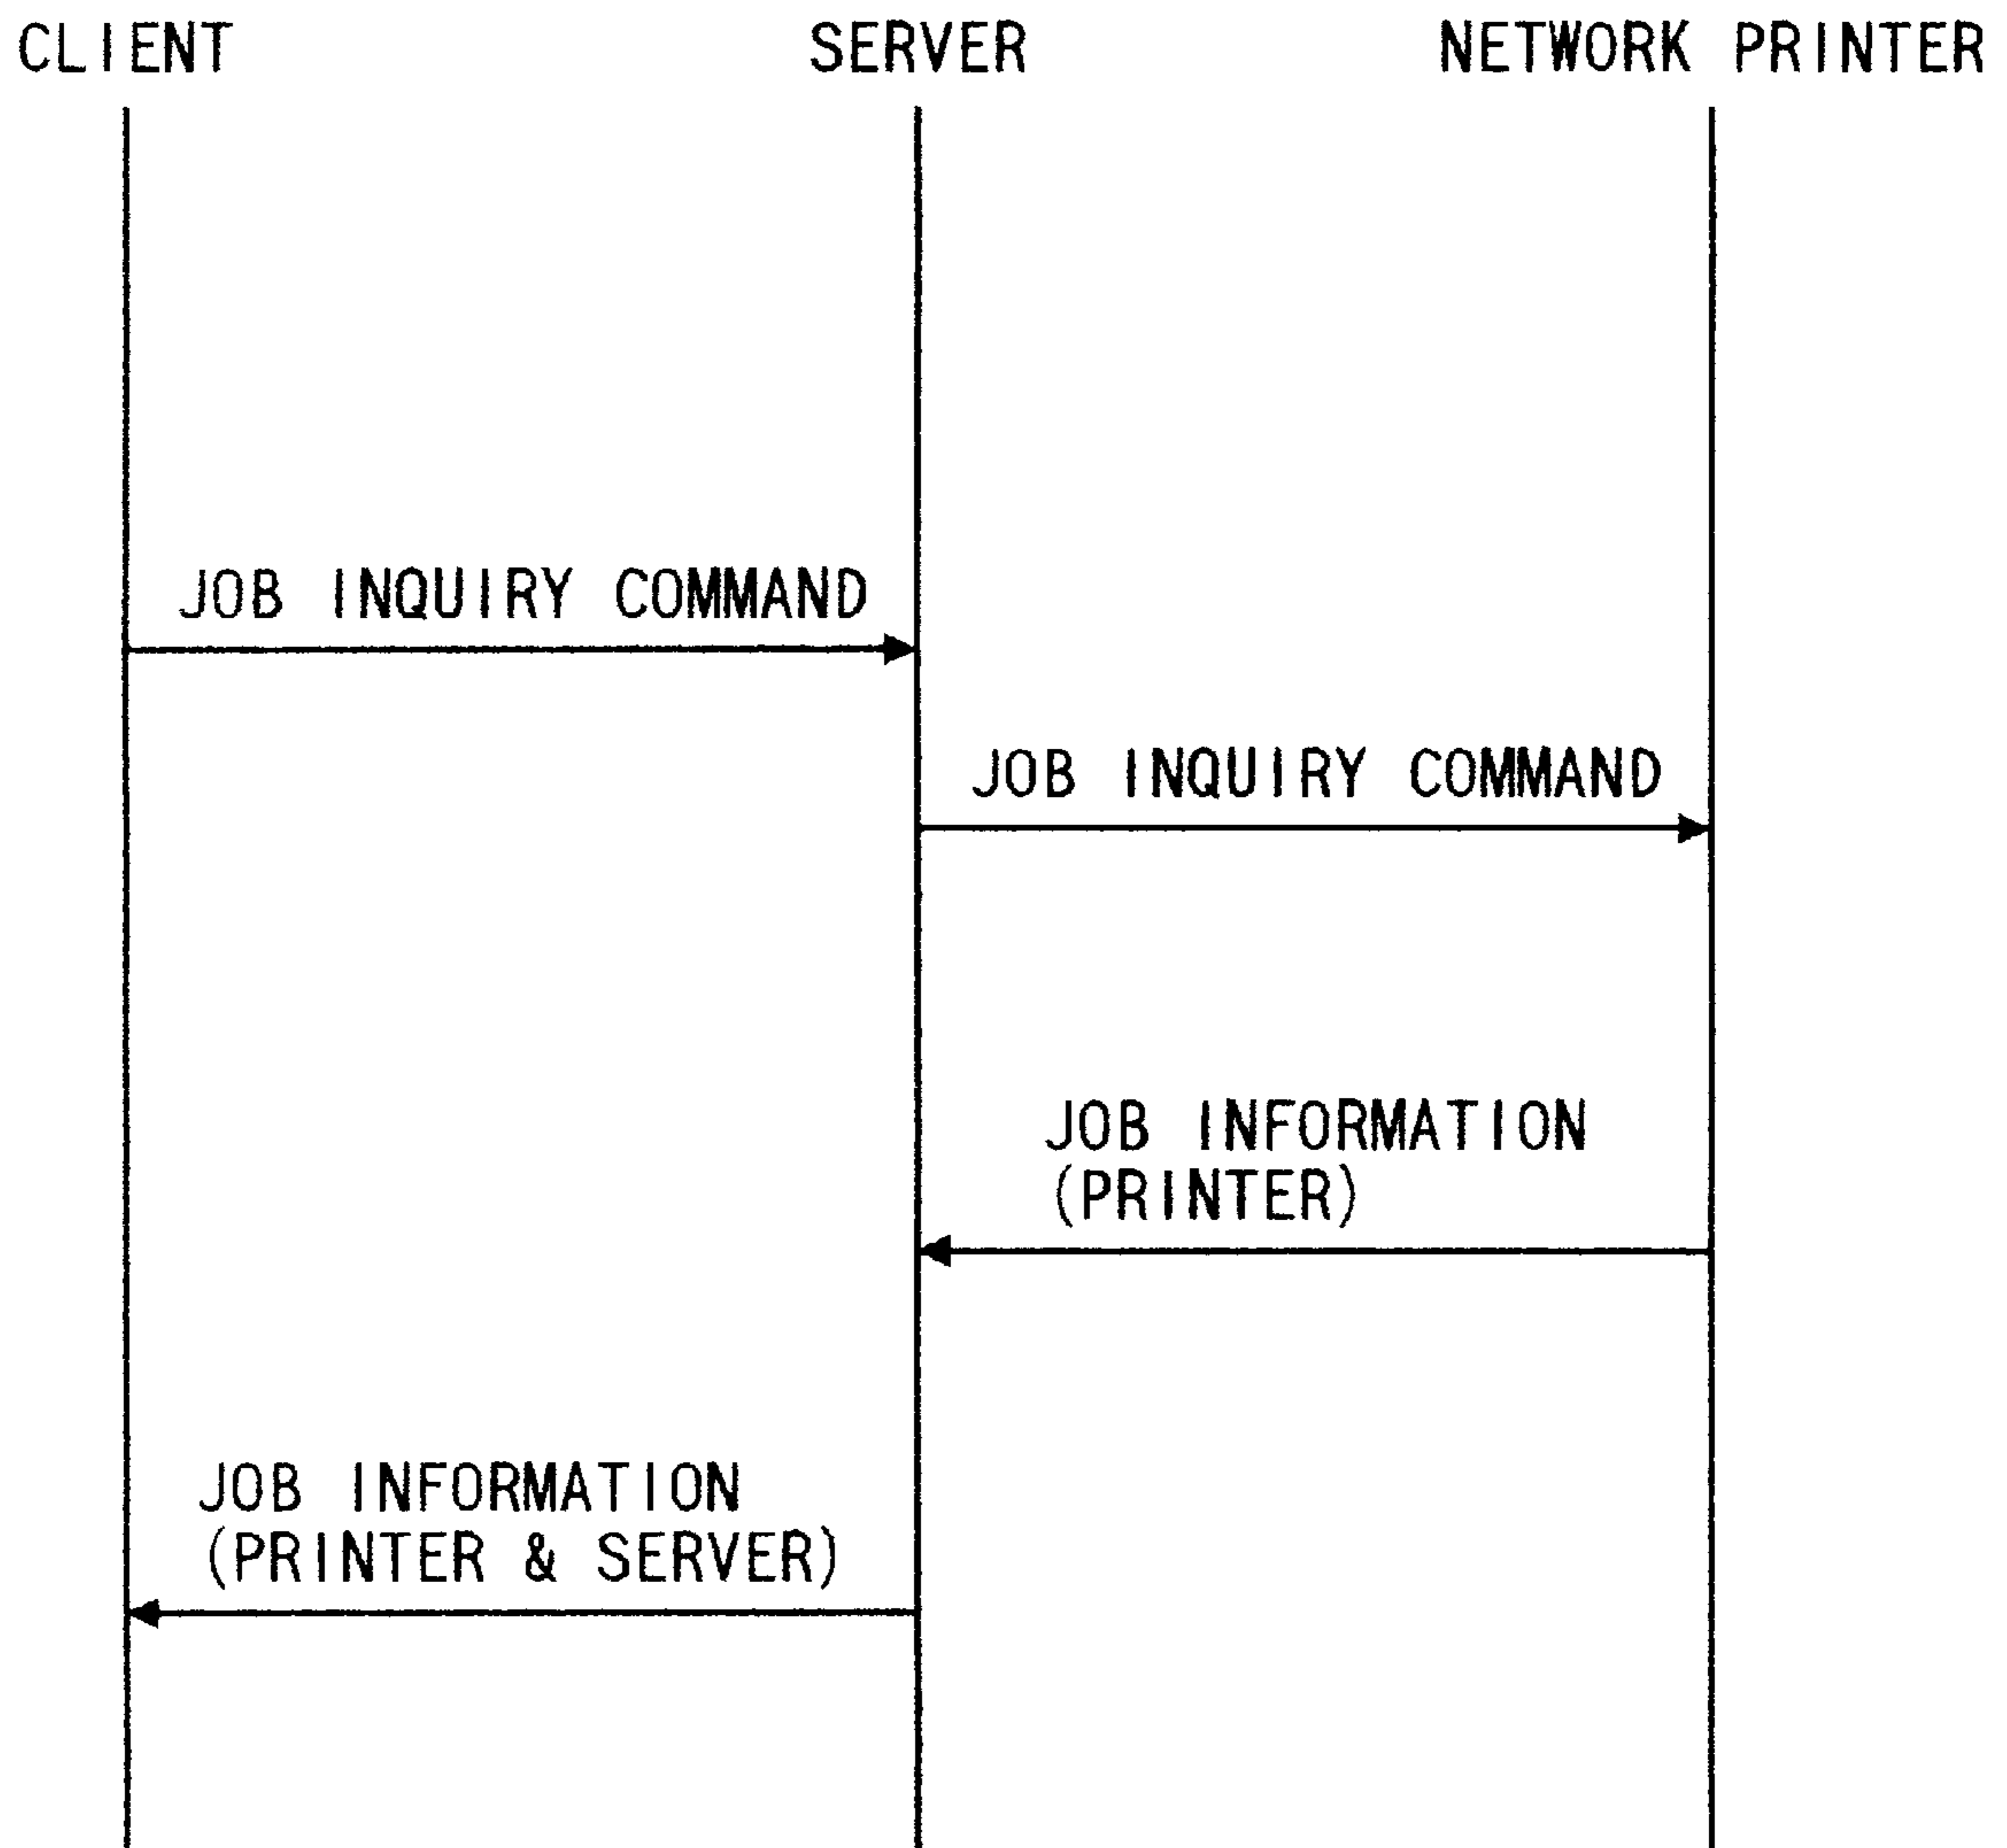 CLIENT
SERVER
NETWORK PRINTER
JOB INQUIRY COMMAND
JOB INQUIRY COMMAND
JOB INFORMATION
(PRINTER)
JOB INFORMATION
(PRINTER & SERVER)